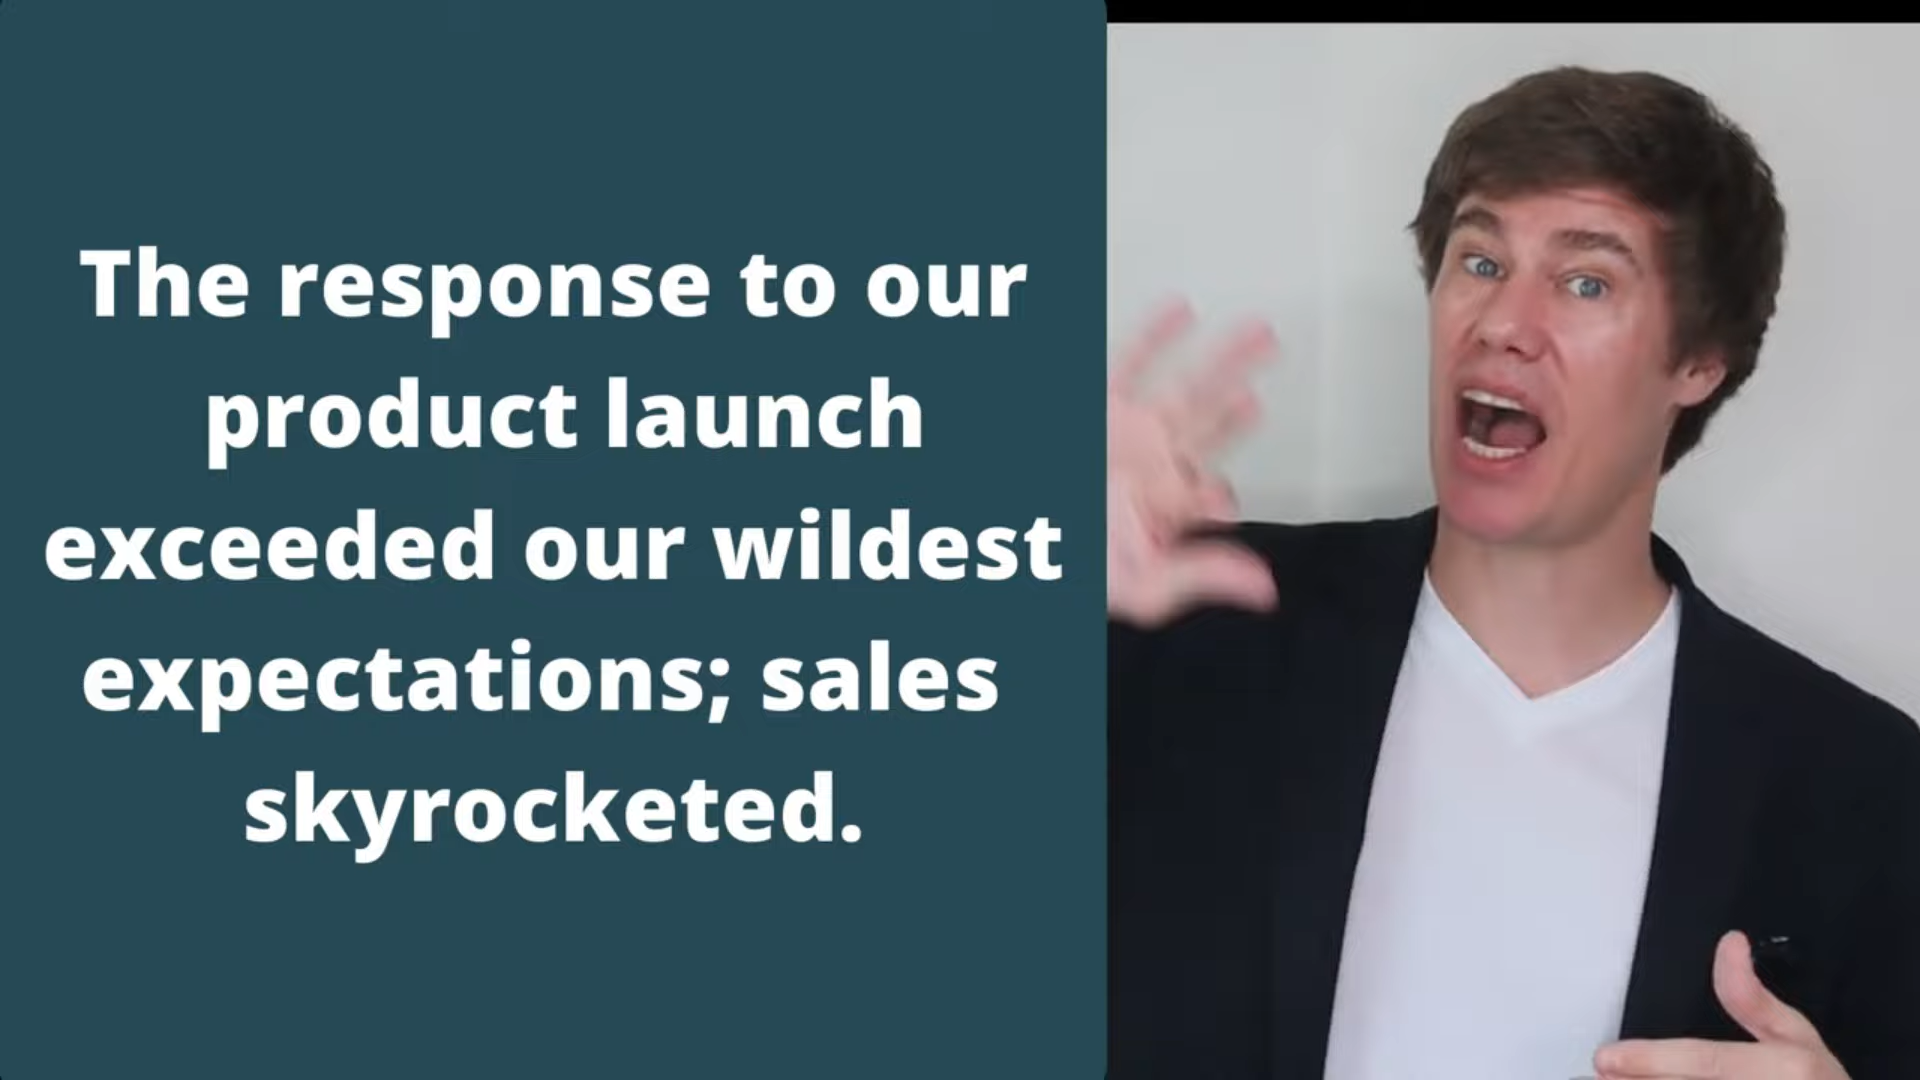 The response to our
product launch
exceeded our wildest
expectations; sales
skyrocketed.